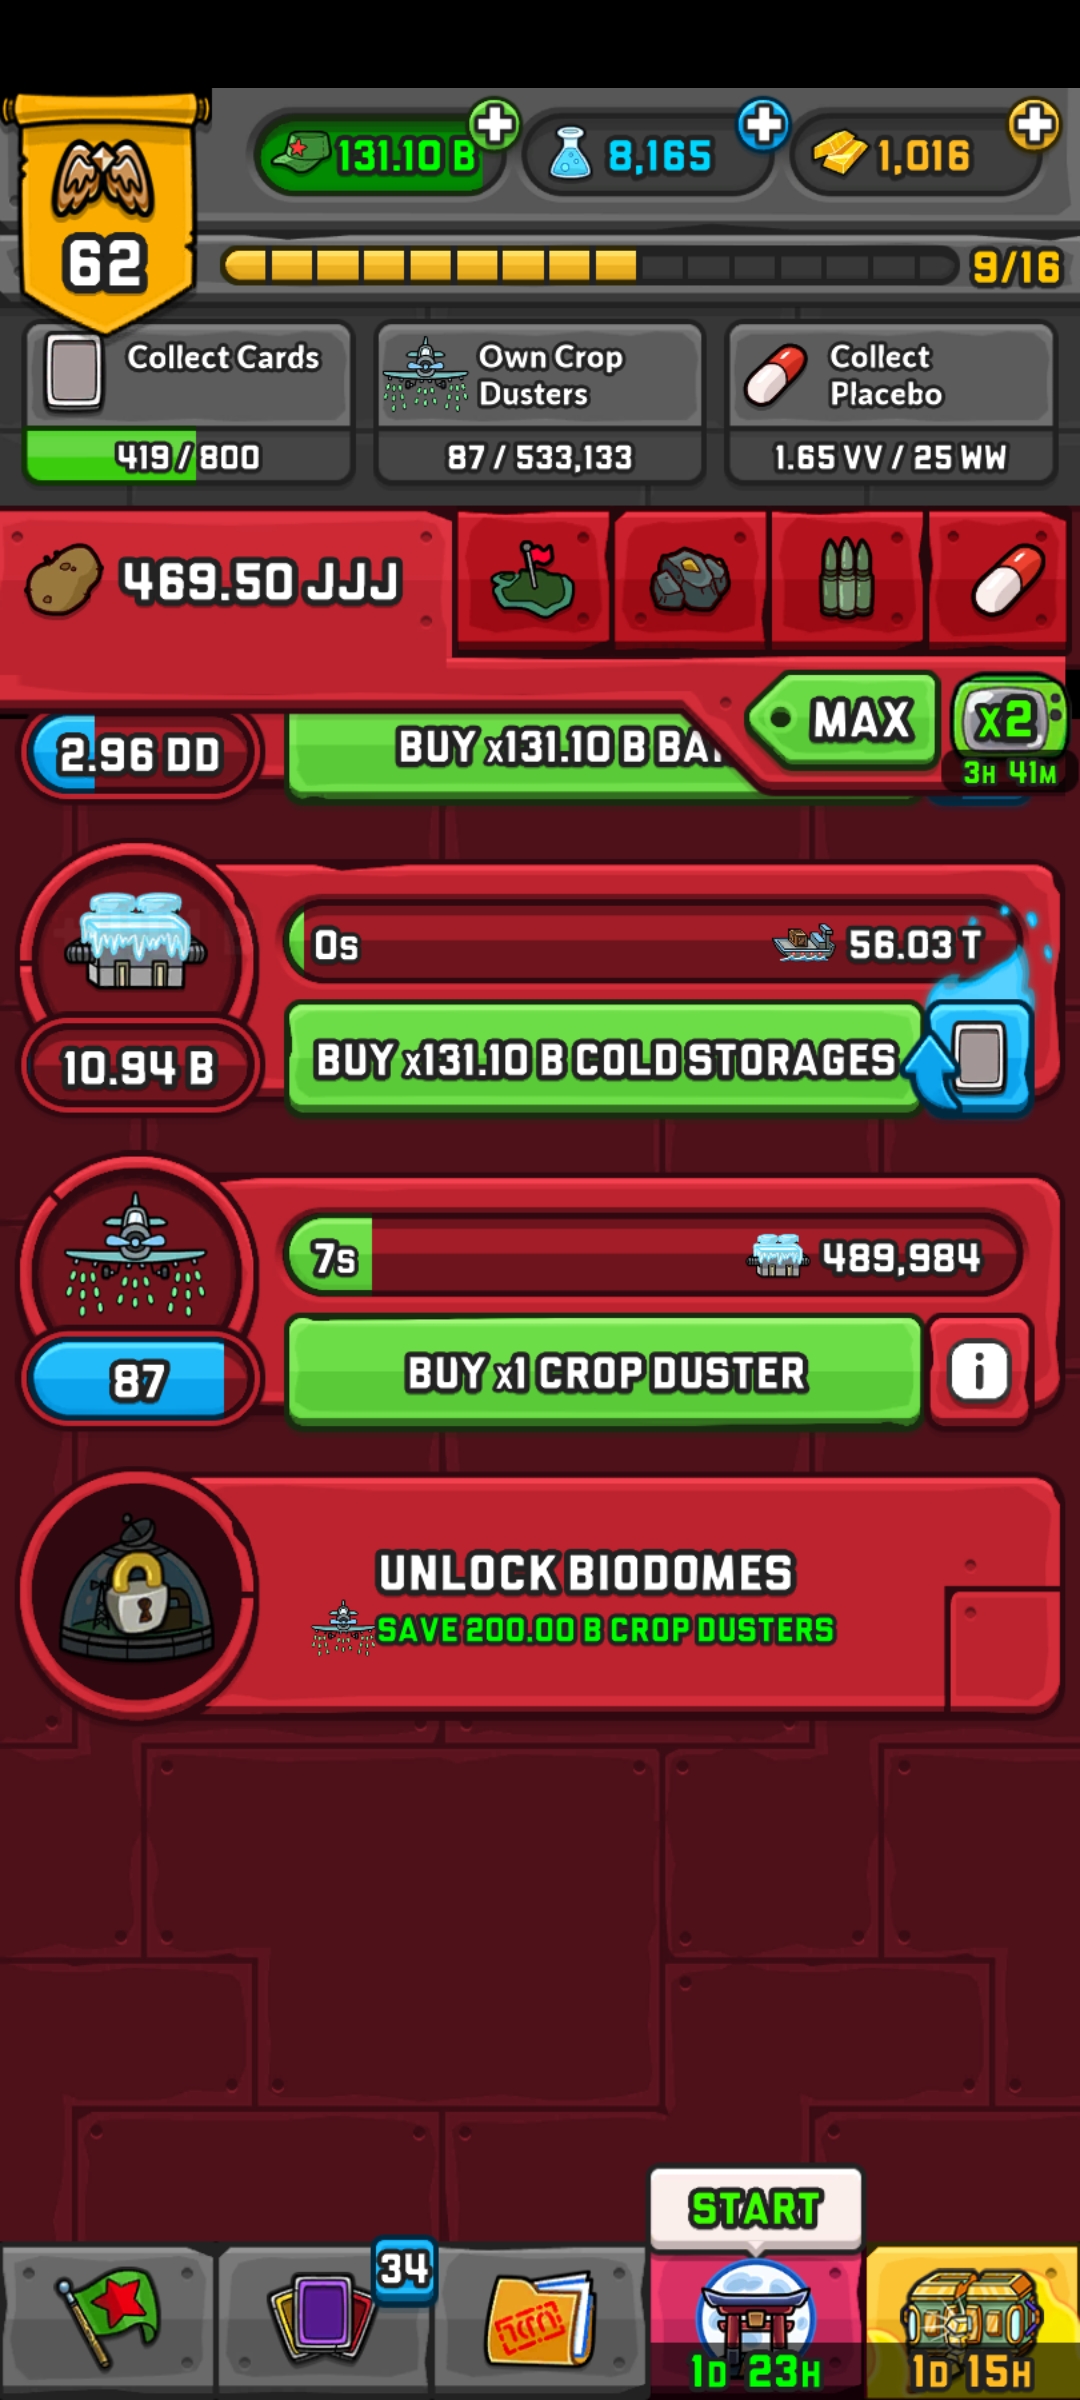 131.10 B
8,165
1,016
62
9/16
Collect Cards
419 / 800
Own Crop
Dusters
87 / 533,133
Collect
Placebo
1.65 VV / 25 WW
469.50 JJJ
MAX
x2
3H 41M
2.96 DD
BUY x131.10 B
0s
56.03 T
10.94 B
BUY x131.10 B COLD STORAGES
7s
489,984
87
BUY x1 CROP DUSTER
i
UNLOCK BIODOMES
SAVE 200.00 B CROP DUSTERS
START
34
1D 23H
1D 15H